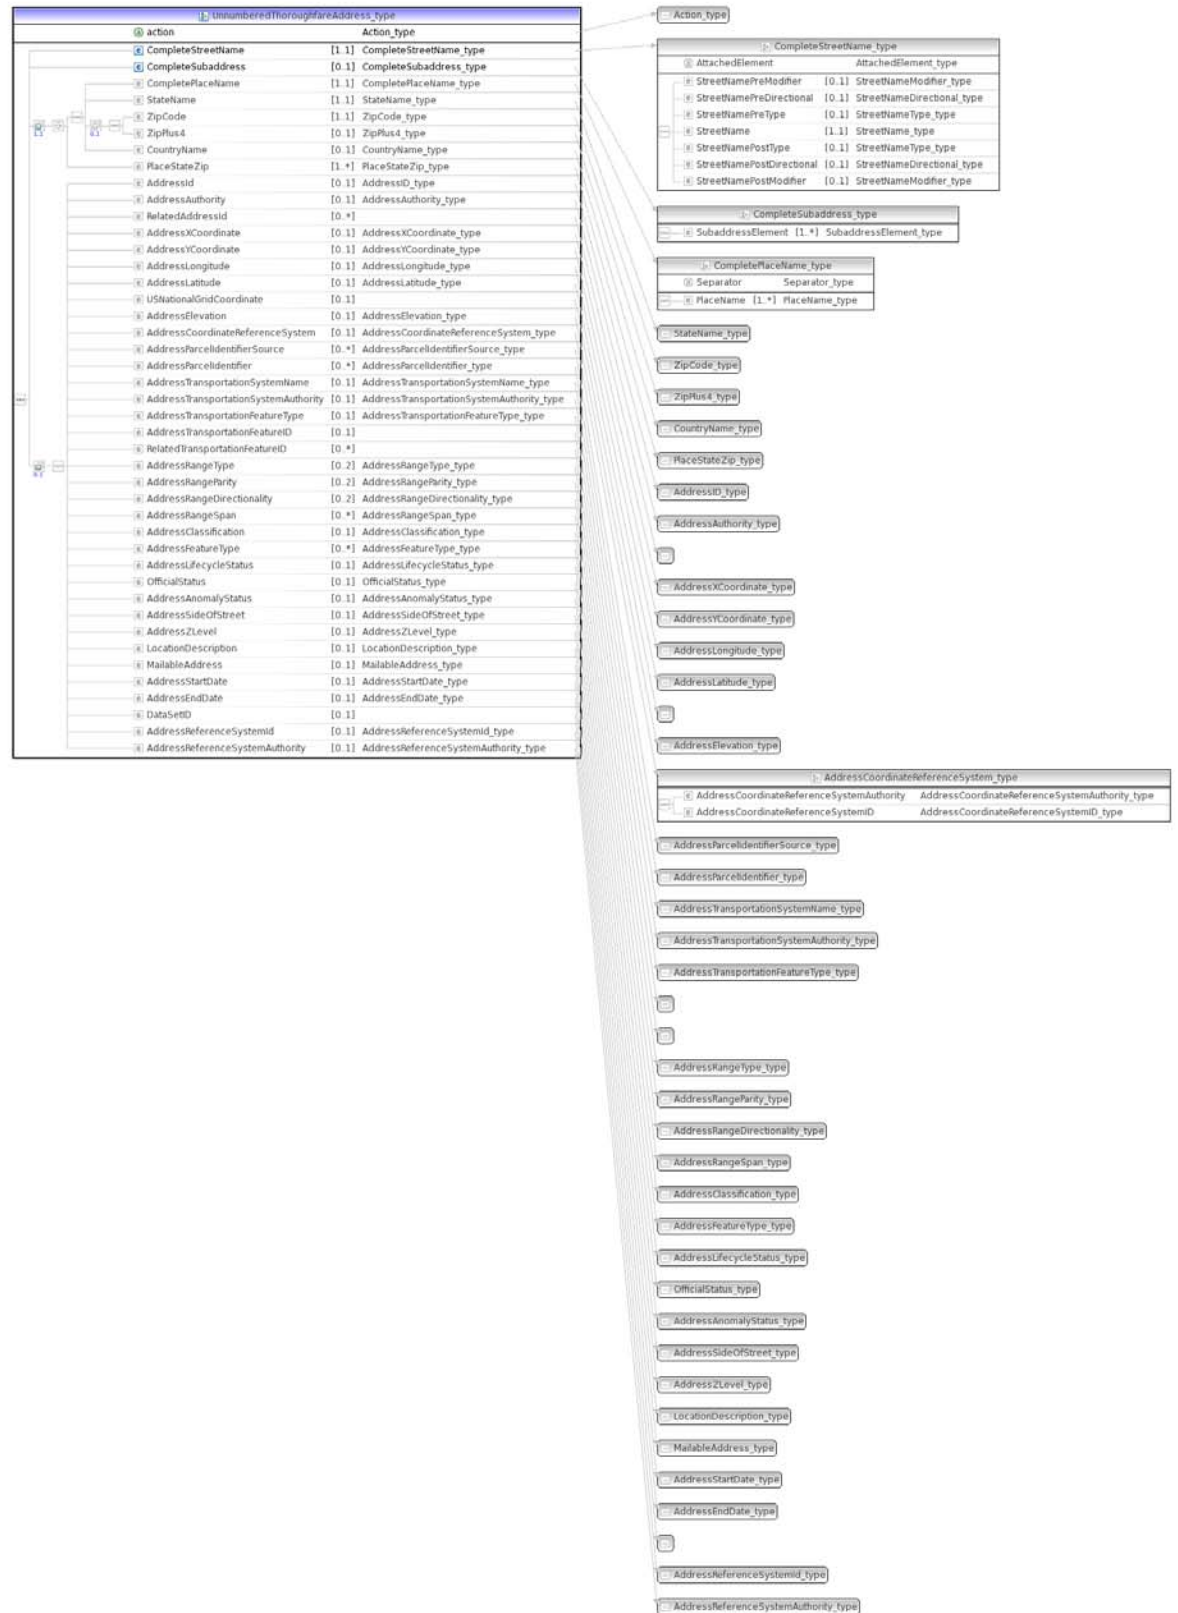 UnnumberedThoroughfareAddress_type
action Action_type
CompleteStreetName [1..1] CompleteStreetName_type
CompleteSubaddress [0..1] CompleteSubaddress_type
CompletePlaceName [1..1] CompletePlaceName_type
StateName [1..1] StateName_type
ZipCode [1..1] ZipCode_type
ZipPlus4 [0..1] ZipPlus4_type
CountryName [0..1] CountryName_type
PlaceStateZip [1..*] PlaceStateZip_type
AddressId [0..1] AddressID_type
AddressAuthority [0..1] AddressAuthority_type
RelatedAddressId [0..*]
AddressXCoordinate [0..1] AddressXCoordinate_type
AddressYCoordinate [0..1] AddressYCoordinate_type
AddressLongitude [0..1] AddressLongitude_type
AddressLatitude [0..1] AddressLatitude_type
USNationalGridCoordinate [0..1]
AddressElevation [0..1] AddressElevation_type
AddressCoordinateReferenceSystem [0..1] AddressCoordinateReferenceSystem_type
AddressParcelIdentifierSource [0..*] AddressParcelIdentifierSource_type
AddressParcelIdentifier [0..*] AddressParcelIdentifier_type
AddressTransportationSystemName [0..1] AddressTransportationSystemName_type
AddressTransportationSystemAuthority [0..1] AddressTransportationSystemAuthority_type
AddressTransportationFeatureType [0..1] AddressTransportationFeatureType_type
AddressTransportationFeatureID [0..1]
RelatedTransportationFeatureID [0..*]
AddressRangeType [0..2] AddressRangeType_type
AddressRangeParity [0..2] AddressRangeParity_type
AddressRangeDirectionality [0..2] AddressRangeDirectionality_type
AddressRangeSpan [0..*] AddressRangeSpan_type
AddressClassification [0..1] AddressClassification_type
AddressFeatureType [0..*] AddressFeatureType_type
AddressLifecycleStatus [0..1] AddressLifecycleStatus_type
OfficialStatus [0..1] OfficialStatus_type
AddressAnomalyStatus [0..1] AddressAnomalyStatus_type
AddressSideOfStreet [0..1] AddressSideOfStreet_type
AddressZLevel [0..1] AddressZLevel_type
LocationDescription [0..1] LocationDescription_type
MailableAddress [0..1] MailableAddress_type
AddressStartDate [0..1] AddressStartDate_type
AddressEndDate [0..1] AddressEndDate_type
DataSetID [0..1]
AddressReferenceSystemId [0..1] AddressReferenceSystemId_type
AddressReferenceSystemAuthority [0..1] AddressReferenceSystemAuthority_type
Action_type
CompleteStreetName_type
AttachedElement AttachedElement_type
StreetNamePreModifier [0..1] StreetNameModifier_type
StreetNamePreDirectional [0..1] StreetNameDirectional_type
StreetNamePreType [0..1] StreetNameType_type
StreetName [1..1] StreetName_type
StreetNamePostType [0..1] StreetNameType_type
StreetNamePostDirectional [0..1] StreetNameDirectional_type
StreetNamePostModifier [0..1] StreetNameModifier_type
CompleteSubaddress_type
SubaddressElement [1..*] SubaddressElement_type
CompletePlaceName_type
Separator Separator_type
PlaceName [1..*] PlaceName_type
StateName_type
ZipCode_type
ZipPlus4_type
CountryName_type
PlaceStateZip_type
AddressID_type
AddressAuthority_type
AddressXCoordinate_type
AddressYCoordinate_type
AddressLongitude_type
AddressLatitude_type
AddressElevation_type
AddressCoordinateReferenceSystem_type
AddressCoordinateReferenceSystemAuthority AddressCoordinateReferenceSystemAuthority_type
AddressCoordinateReferenceSystemID AddressCoordinateReferenceSystemID_type
AddressParcelIdentifierSource_type
AddressParcelIdentifier_type
AddressTransportationSystemName_type
AddressTransportationSystemAuthority_type
AddressTransportationFeatureType_type
AddressRangeType_type
AddressRangeParity_type
AddressRangeDirectionality_type
AddressRangeSpan_type
AddressClassification_type
AddressFeatureType_type
AddressLifecycleStatus_type
OfficialStatus_type
AddressAnomalyStatus_type
AddressSideOfStreet_type
AddressZLevel_type
LocationDescription_type
MailableAddress_type
AddressStartDate_type
AddressEndDate_type
AddressReferenceSystemId_type
AddressReferenceSystemAuthority_type